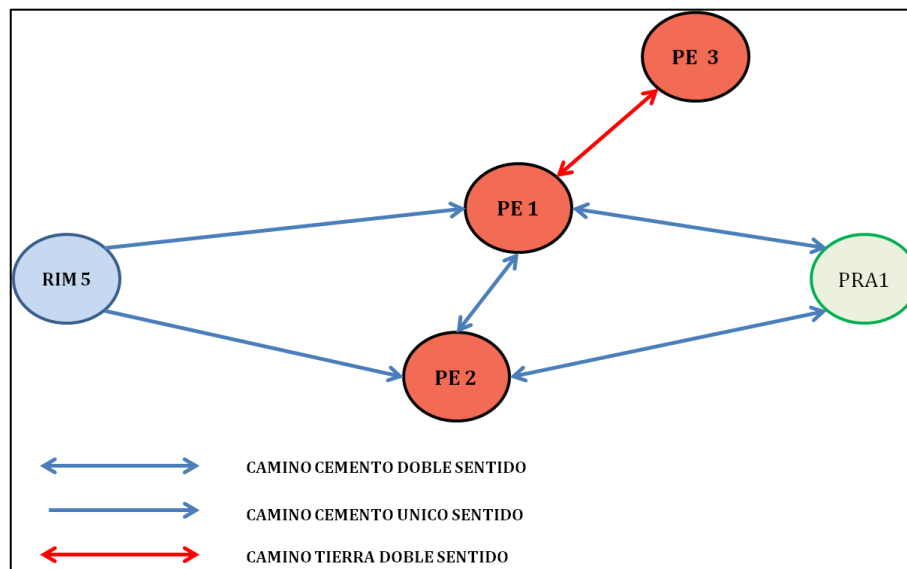 PE 3
PE 1
RIM 5
PRA1
PE 2
CAMINO CEMENTO DOBLE SENTIDO
CAMINO CEMENTO UNICO SENTIDO
CAMINO TIERRA DOBLE SENTIDO